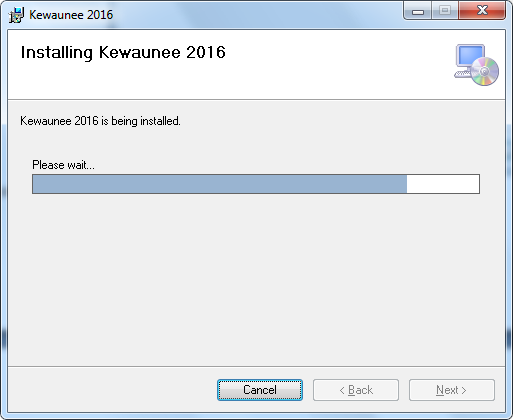 Kewaunee 2016
Installing Kewaunee 2016
Kewaunee 2016 is being installed.
Please wait...
Cancel
< Back
Next >